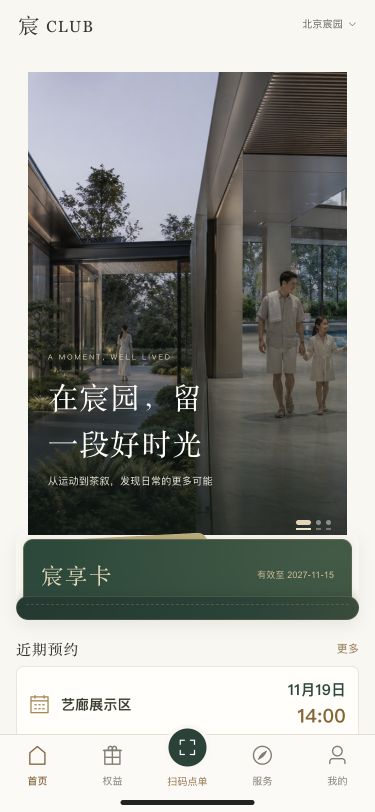 宸 CLUB
北京宸园
A MOMENT, WELL LIVED
在宸园，留
一段好时光
从运动到茶叙，发现日常的更多可能
宸享卡
有效至 2027-11-15
近期预约
更多
艺廊展示区
11月19日
14:00
首页
权益
扫码点单
服务
我的